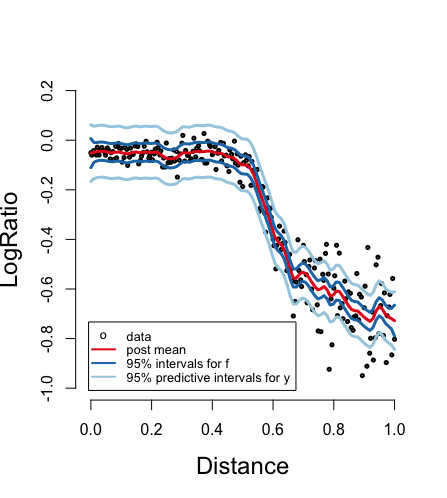 0.2
0.0
-0.2
-0.4
-0.6
-0.8
-1.0
LogRatio
data
post mean
95% intervals for f
95% predictive intervals for y
0.0 0.2 0.4 0.6 0.8 1.0
Distance